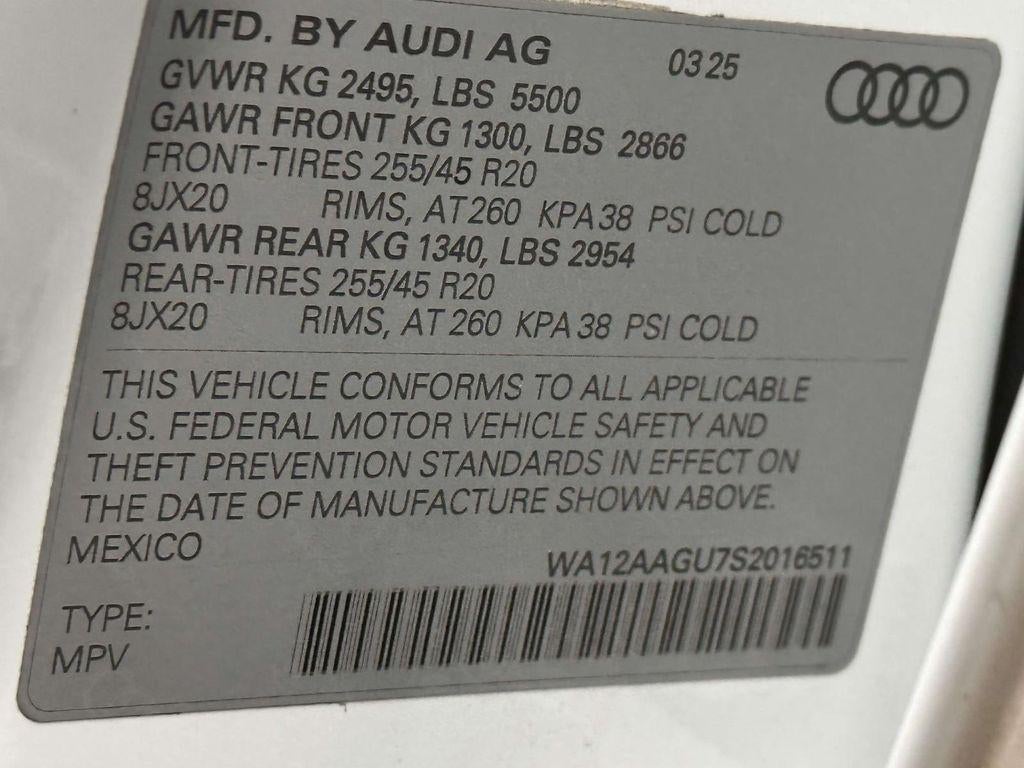 MFD. BY AUDI AG 03 25
GVWR KG 2495, LBS 5500
GAWR FRONT KG 1300, LBS 2866
FRONT-TIRES 255/45 R20
8JX20 RIMS, AT 260 KPA 38 PSI COLD
GAWR REAR KG 1340, LBS 2954
REAR-TIRES 255/45 R20
8JX20 RIMS, AT 260 KPA 38 PSI COLD
THIS VEHICLE CONFORMS TO ALL APPLICABLE
U.S. FEDERAL MOTOR VEHICLE SAFETY AND
THEFT PREVENTION STANDARDS IN EFFECT ON
THE DATE OF MANUFACTURE SHOWN ABOVE.
MEXICO
WA12AAGU7S2016511
TYPE:
MPV